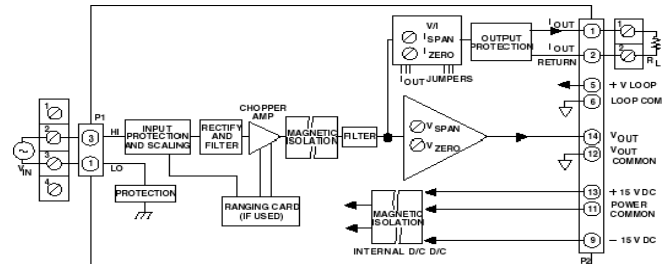 P1
1
2
3
4
V IN
3
1
HI
LO
INPUT PROTECTION AND SCALING
PROTECTION
RECTIFY AND FILTER
CHOPPER AMP
RANGING CARD (IF USED)
MAGNETIC ISOLATION
FILTER
V/I
I SPAN
I ZERO
I OUT JUMPERS
OUTPUT PROTECTION
V SPAN
V ZERO
MAGNETIC ISOLATION
INTERNAL D/C D/C
I OUT
1
1
I OUT
2
2
RETURN
R L
5
+ V LOOP
6
LOOP COM
14
V OUT
12
V OUT COMMON
13
+ 15 V DC
11
POWER COMMON
9
− 15 V DC
P2